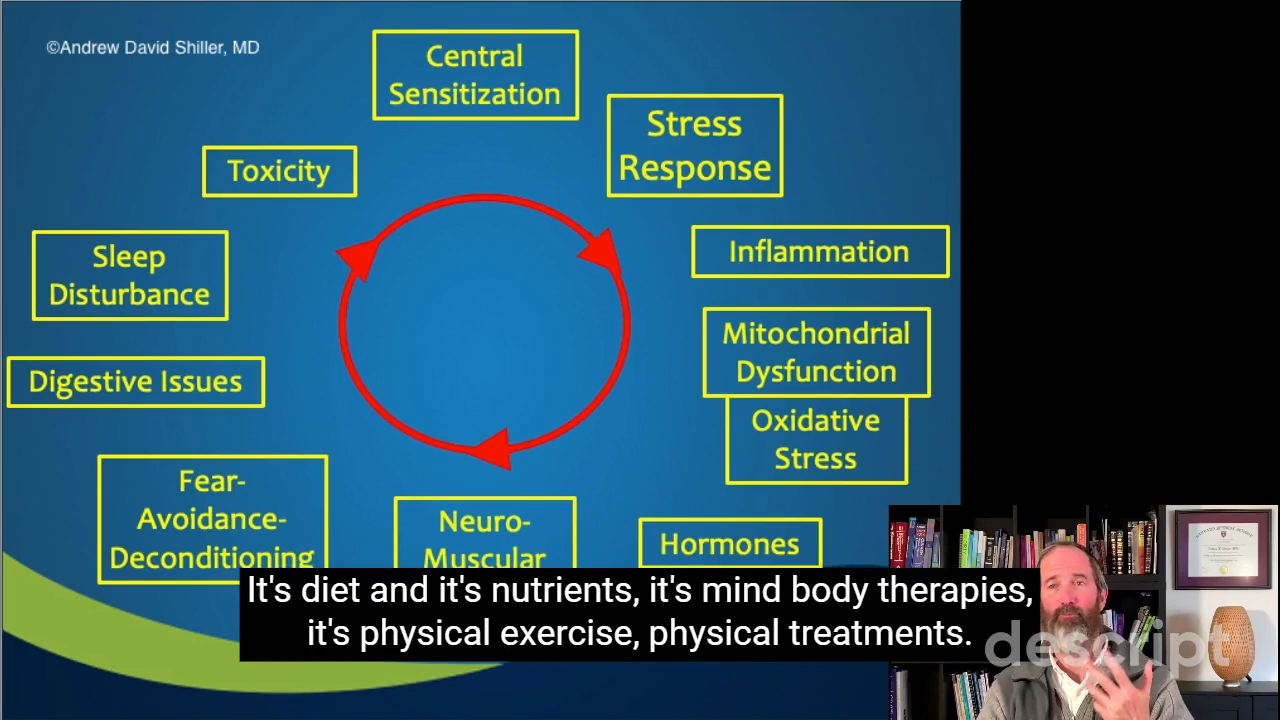 ©Andrew David Shiller, MD
Central
Sensitization
Stress
Response
Toxicity
Inflammation
Sleep
Disturbance
Mitochondrial
Dysfunction
Digestive Issues
Oxidative
Stress
Fear-
Avoidance-
Deconditioning
Neuro-
Muscular
Hormones
It's diet and it's nutrients, it's mind body therapies,
it's physical exercise, physical treatments.
descript